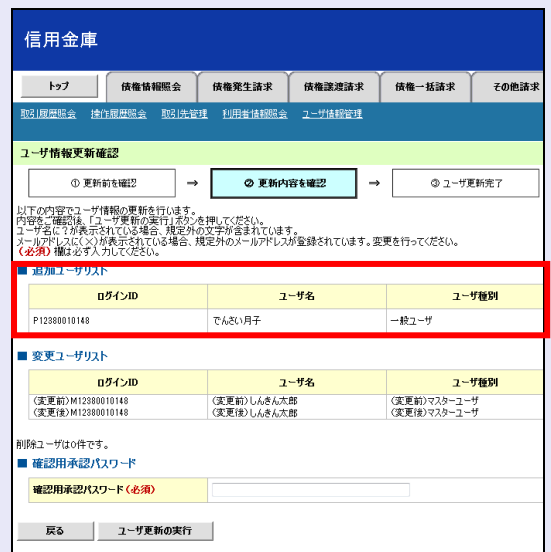 信用金庫
トップ 債権情報照会 債権発生請求 債権譲渡請求 債権一括請求 その他請求
取引履歴照会 操作履歴照会 取引先管理 利用者情報照会 ユーザ情報管理
ユーザ情報更新確認
① 更新前を確認 → ② 更新内容を確認 → ③ ユーザ更新完了
以下の内容でユーザ情報の更新を行います。
内容をご確認後、「ユーザ更新の実行」ボタンを押してください。
ユーザ名に?が表示されている場合、規定外の文字が含まれています。
メールアドレスに(×)が表示されている場合、規定外のメールアドレスが登録されています。変更を行ってください。
(必須)欄は必ず入力してください。
■ 追加ユーザリスト
ログインID ユーザ名 ユーザ種別
P12380010148 でんさい月子 一般ユーザ
■ 変更ユーザリスト
ログインID ユーザ名 ユーザ種別
(変更前)M12380010148 (変更前)しんきん太郎 (変更前)マスターユーザ
(変更後)M12380010148 (変更後)しんきん太郎 (変更後)マスターユーザ
削除ユーザは0件です。
■ 確認用承認パスワード
確認用承認パスワード(必須)
戻る ユーザ更新の実行